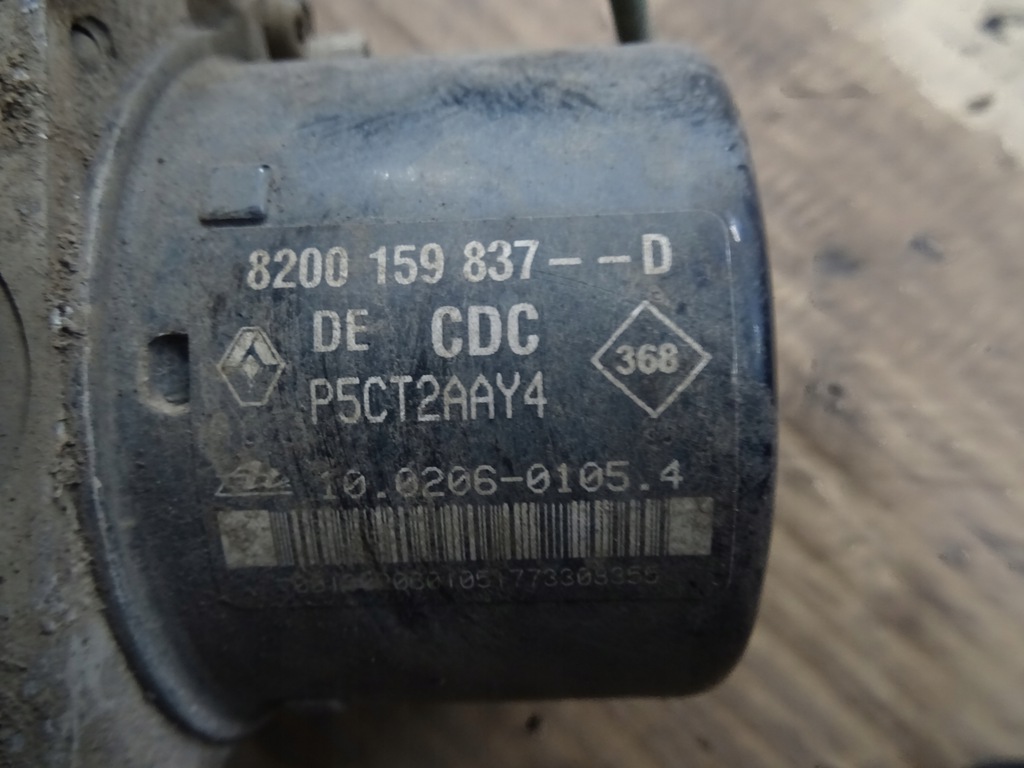 8200 159 837--D
DE CDC
368
P5CT2AAY4
10.0206-0105.4